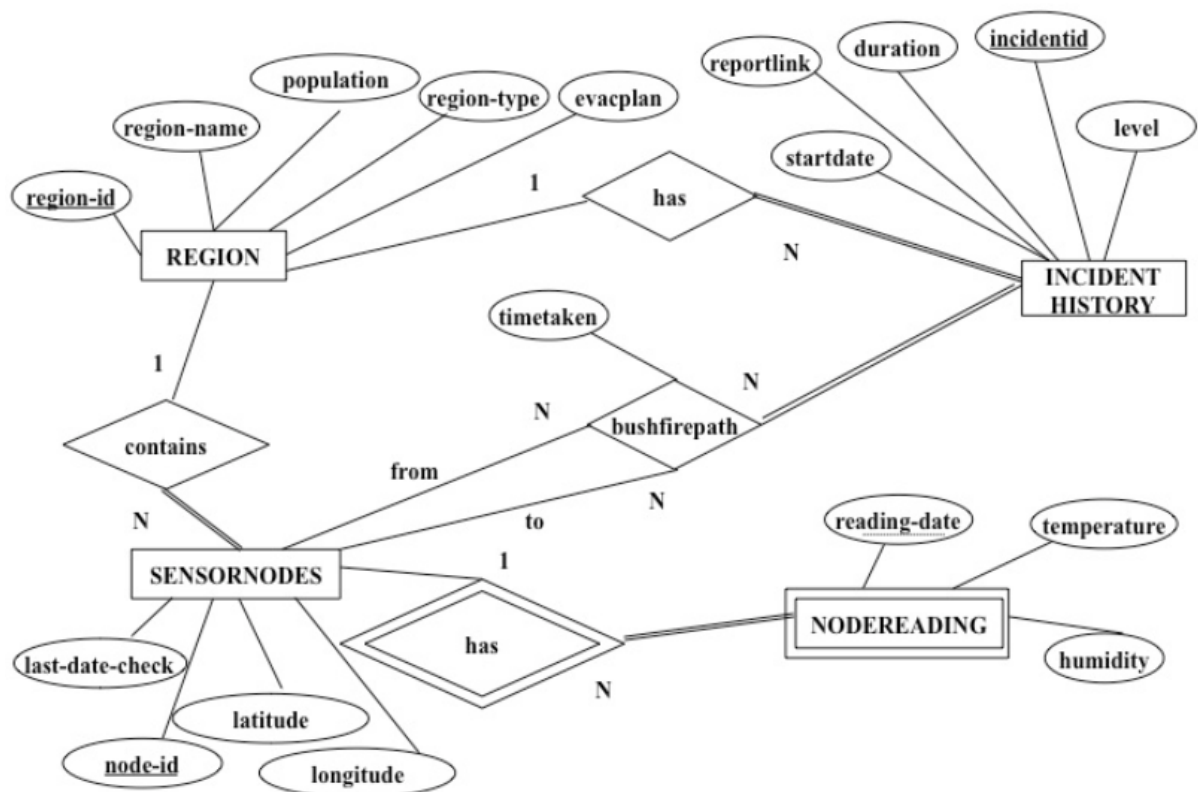 incidentid
duration
reportlink
population
region-type
evacplan
region-name
level
startdate
region-id
1
has
REGION
N
INCIDENT
HISTORY
timetaken
1
N
N
bushfirepath
contains
from
N
N
to
reading-date
temperature
1
SENSORNODES
NODEREADING
has
last-date-check
humidity
N
latitude
node-id
longitude